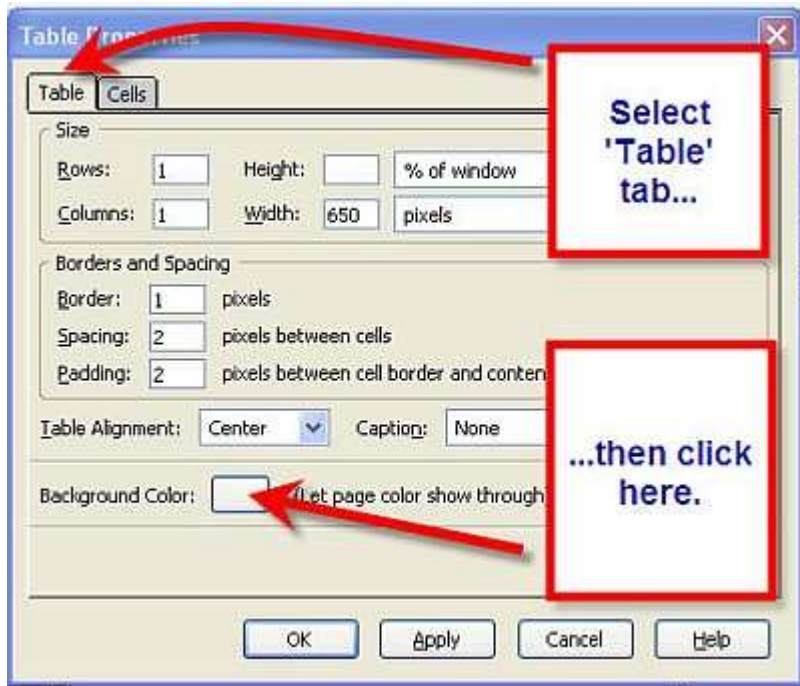 Table Properties
Table Cells
Select
'Table'
tab...
Size
Rows: 1 Height: % of window
Columns: 1 Width: 650 pixels
Borders and Spacing
Border: 1 pixels
Spacing: 2 pixels between cells
Padding: 2 pixels between cell border and conten
Table Alignment: Center Caption: None
...then click
here.
Background Color: (Let page color show through)
OK Apply Cancel Help